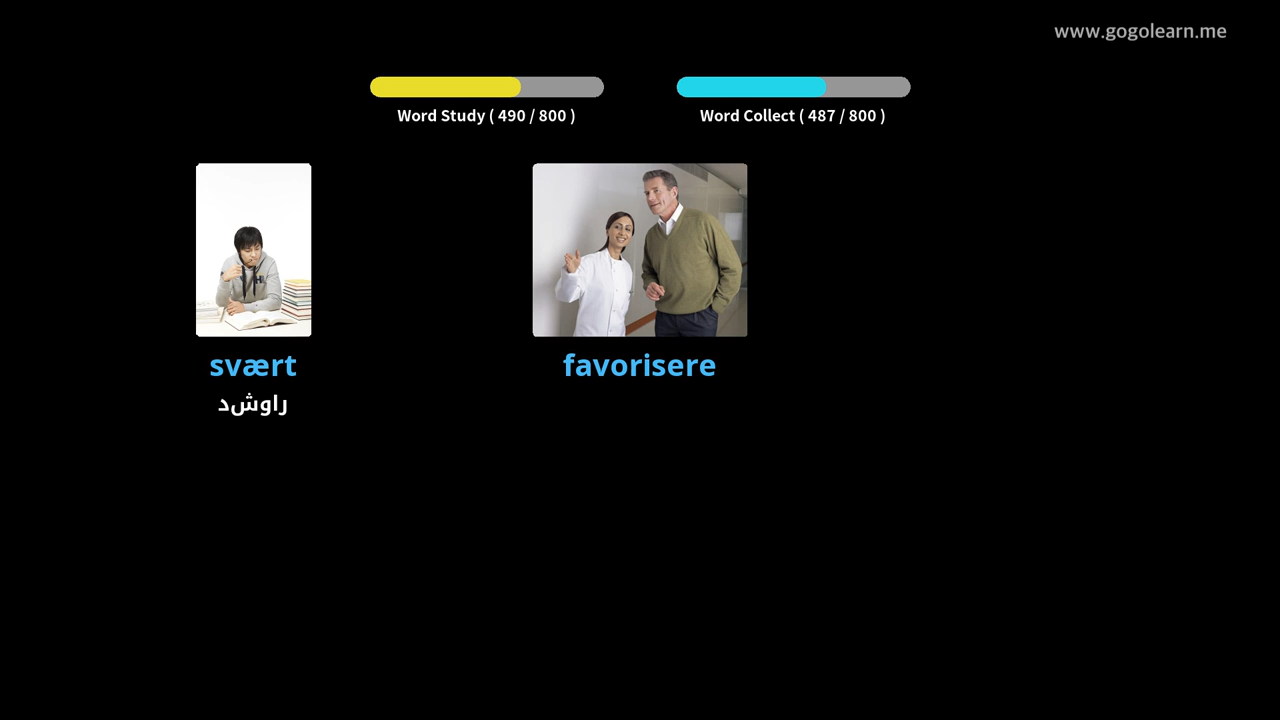 www.gogolearn.me
Word Study ( 490 / 800 )
Word Collect ( 487 / 800 )
svært
favorisere
راوشد